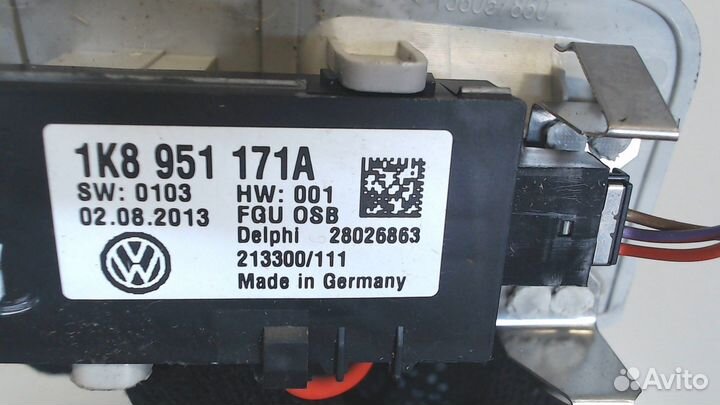 1K8 951 171A
SW: 0103 HW: 001
02.08.2013 FGU OSB
Delphi 28026863
213300/111
Made in Germany
Avito